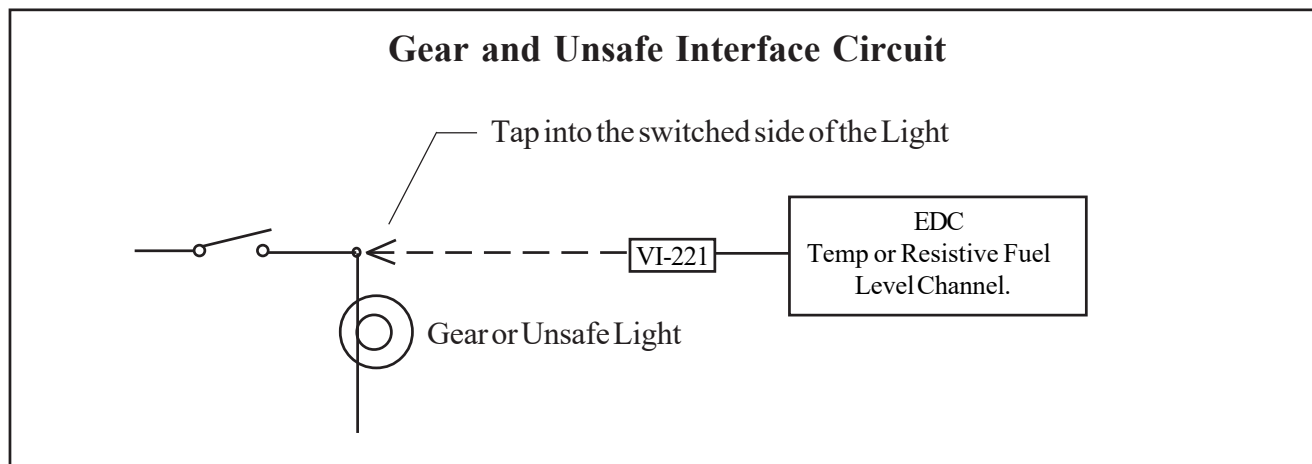 Gear and Unsafe Interface Circuit
Tap into the switched side of the Light
VI-221
EDC
Temp or Resistive Fuel
Level Channel.
Gear or Unsafe Light